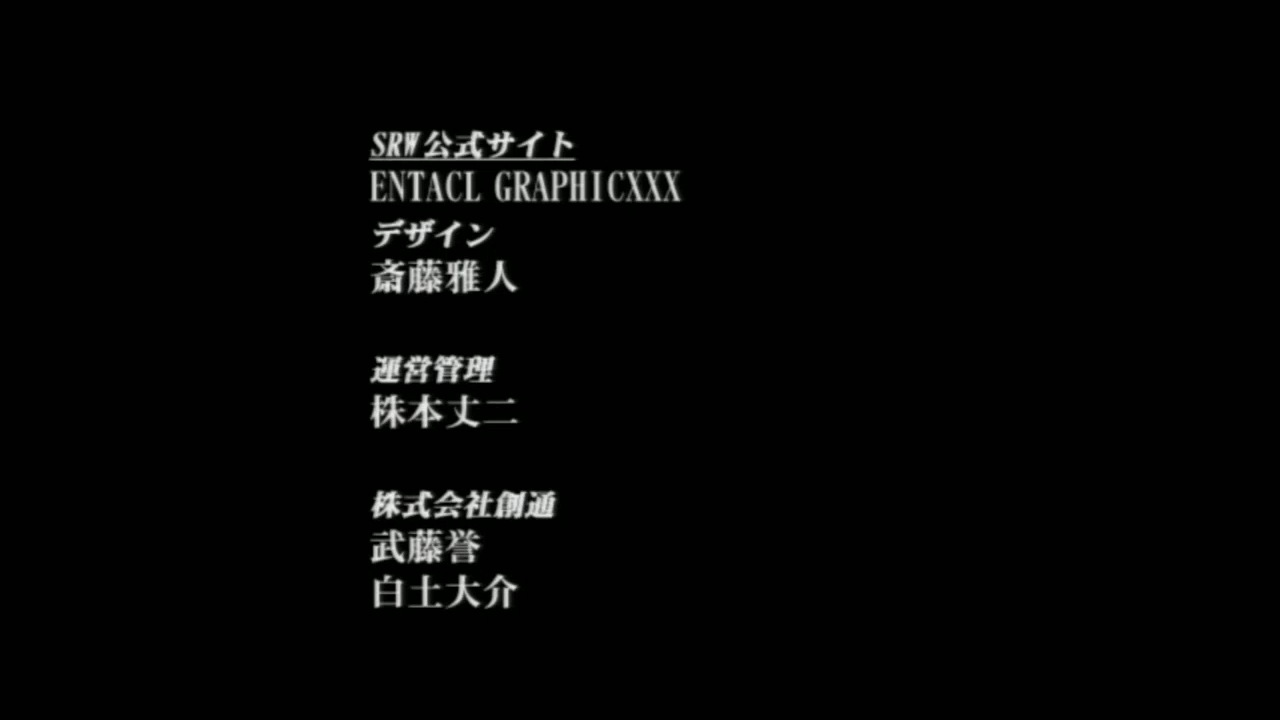 SRW公式サイト
ENTACL GRAPHICXXX
デザイン
斎藤雅人
運営管理
株本丈二
株式会社創通
武藤誉
白土大介